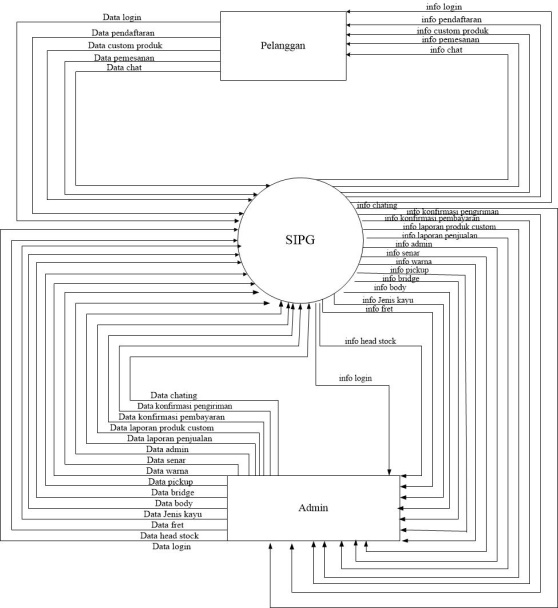 Data login
Data pendaftaran
Data custom produk
Data pemesanan
Data chat
Pelanggan
info login
info pendaftaran
info custom produk
info pemesanan
info chat
SIPG
info chating
info konfirmasi pengiriman
info konfirmasi pembayaran
info laporan produk custom
info laporan penjualan
info admin
info senar
info warna
info pickup
info bridge
info body
info Jenis kayu
info fret
info head stock
info login
Data chating
Data konfirmasi pengiriman
Data konfirmasi pembayaran
Data laporan produk custom
Data laporan penjualan
Data admin
Data senar
Data warna
Data pickup
Data bridge
Data body
Data Jenis kayu
Data fret
Data head stock
Data login
Admin